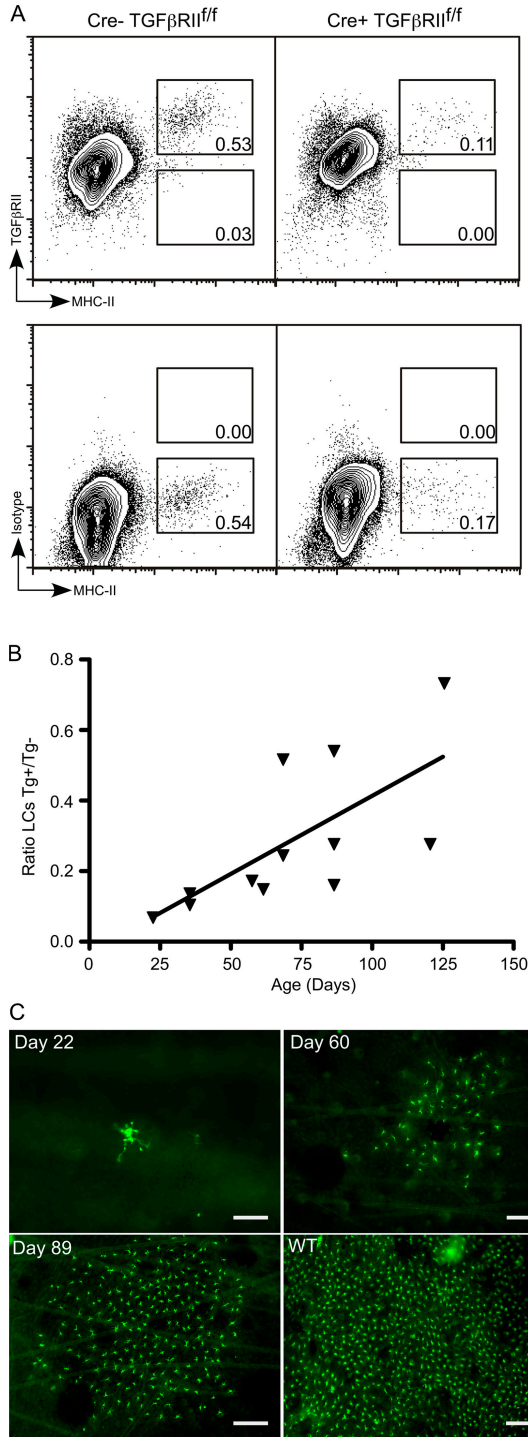 A
Cre- TGFβRII^f/f
Cre+ TGFβRII^f/f
TGFβRII
0.53
0.03
0.11
0.00
MHC-II
Isotype
0.00
0.54
0.00
0.17
MHC-II
B
Ratio LCs Tg+/Tg-
0.8
0.6
0.4
0.2
0.0
0
25
50
75
100
125
150
Age (Days)
C
Day 22
Day 60
Day 89
WT